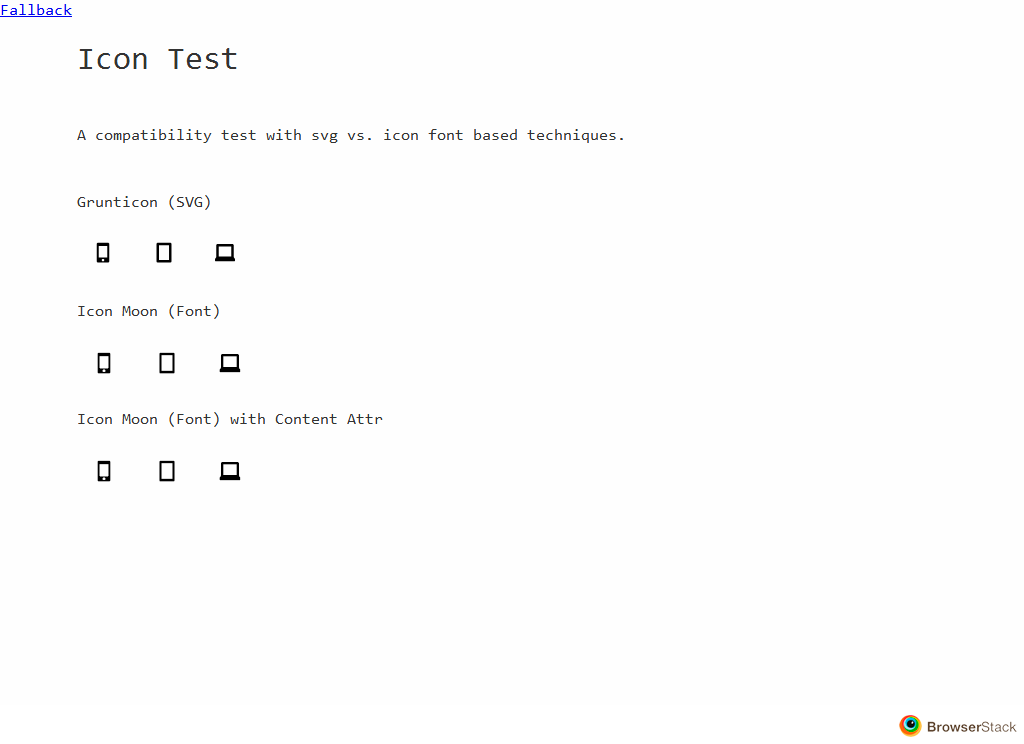 Fallback
Icon Test
A compatibility test with svg vs. icon font based techniques.
Grunticon (SVG)
Icon Moon (Font)
Icon Moon (Font) with Content Attr
BrowserStack